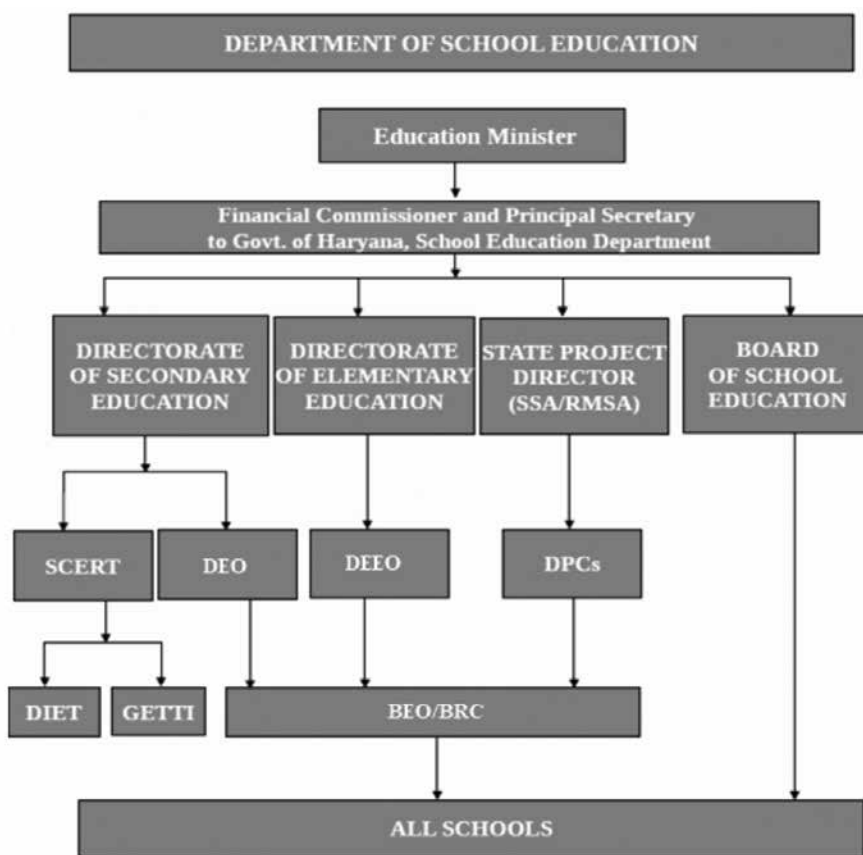 DEPARTMENT OF SCHOOL EDUCATION
Education Minister
Financial Commissioner and Principal Secretary
to Govt. of Haryana, School Education Department
DIRECTORATE
OF SECONDARY
EDUCATION
DIRECTORATE
OF ELEMENTARY
EDUCATION
STATE PROJECT
DIRECTOR
(SSA/RMSA)
BOARD
OF SCHOOL
EDUCATION
SCERT
DEO
DEEO
DPCs
DIET
GETTI
BEO/BRC
ALL SCHOOLS